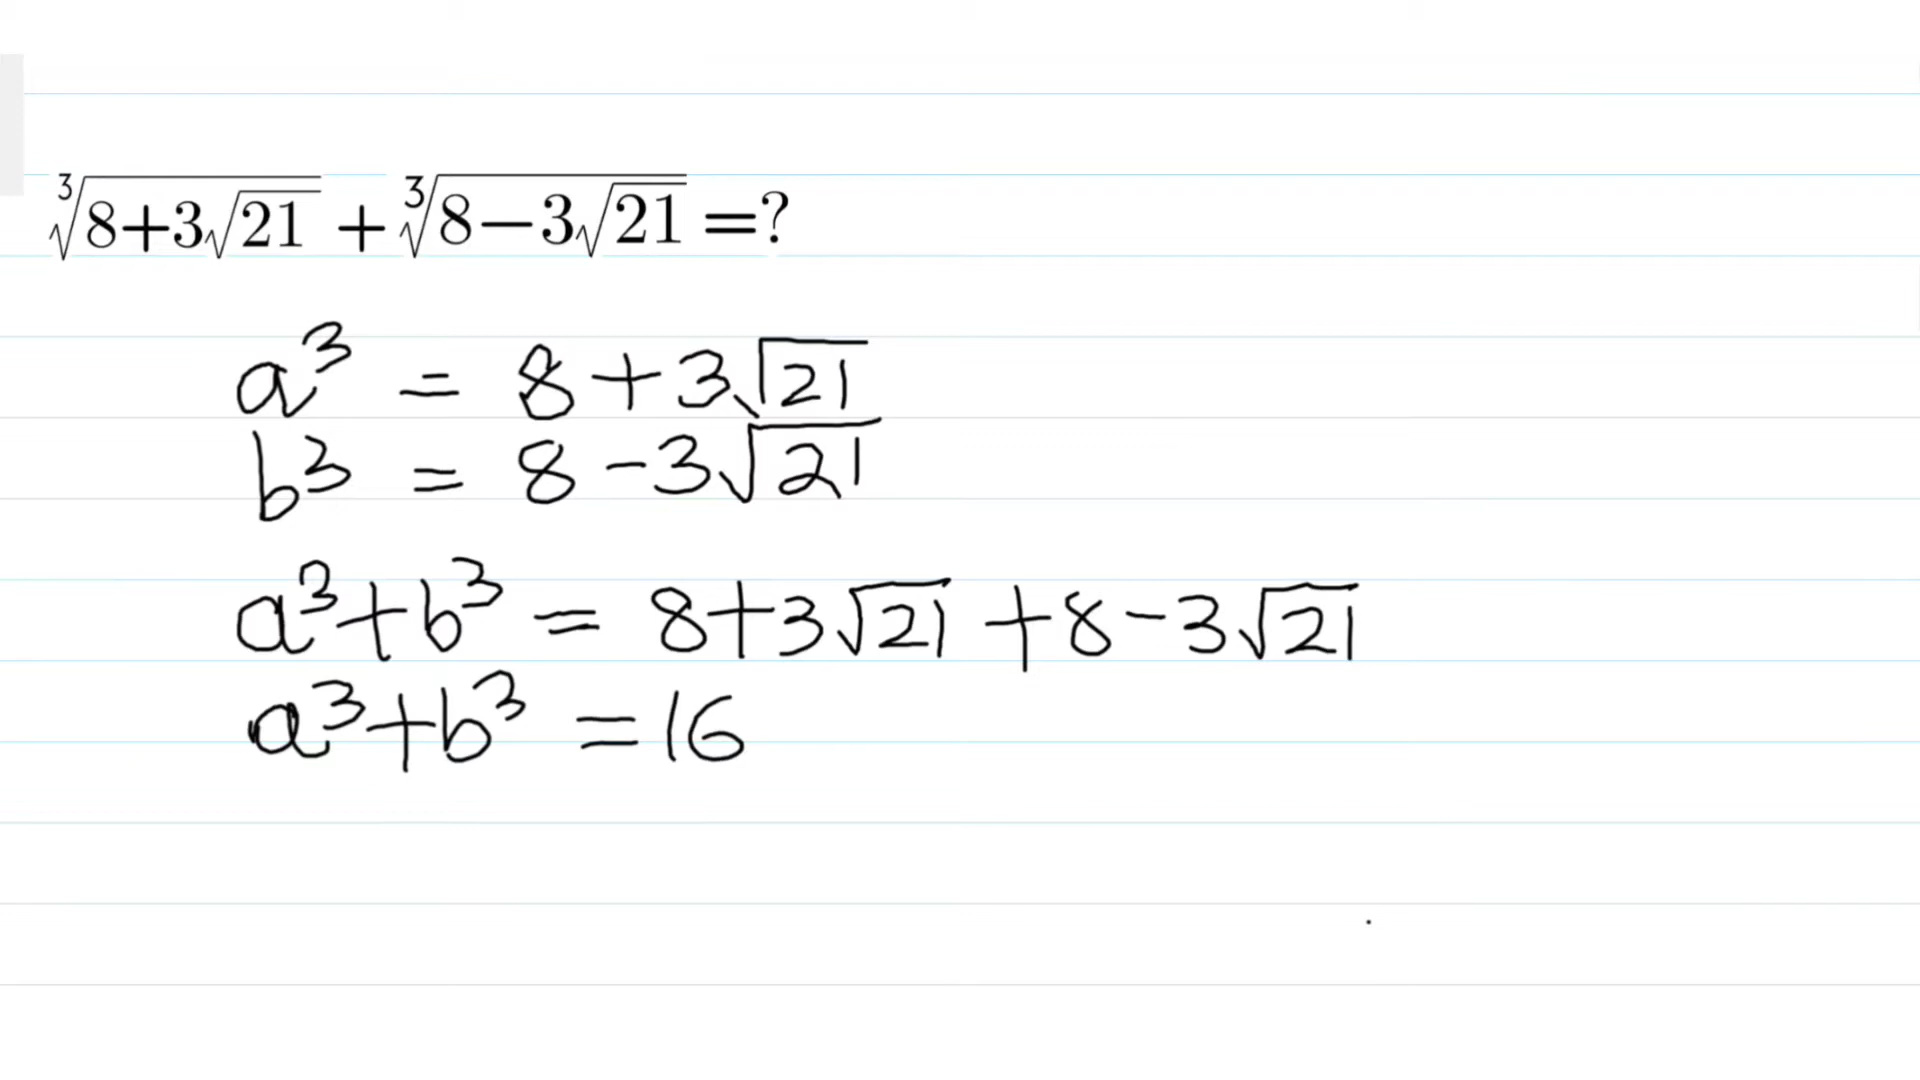 ∛(8+3√21) + ∛(8−3√21) =?
a³ = 8+3√21
b³ = 8-3√21
a³+b³ = 8+3√21 +8-3√21
a³+b³ =16